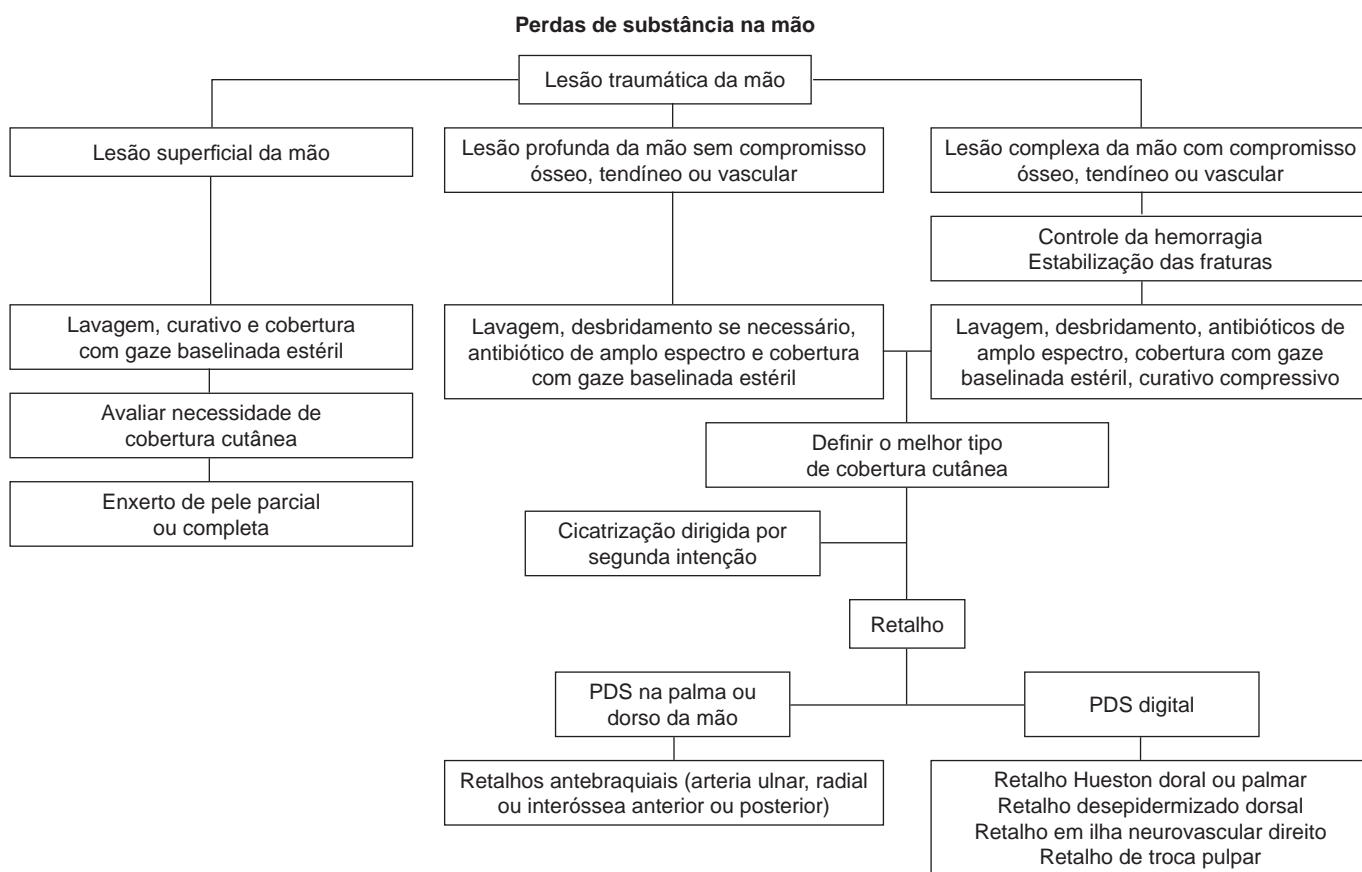 Perdas de substância na mão
Lesão traumática da mão
Lesão superficial da mão
Lesão profunda da mão sem compromisso
ósseo, tendíneo ou vascular
Lesão complexa da mão com compromisso
ósseo, tendíneo ou vascular
Controle da hemorragia
Estabilização das fraturas
Lavagem, curativo e cobertura
com gaze baselinada estéril
Lavagem, desbridamento se necessário,
antibiótico de amplo espectro e cobertura
com gaze baselinada estéril
Lavagem, desbridamento, antibióticos de
amplo espectro, cobertura com gaze
baselinada estéril, curativo compressivo
Avaliar necessidade de
cobertura cutânea
Definir o melhor tipo
de cobertura cutânea
Enxerto de pele parcial
ou completa
Cicatrização dirigida por
segunda intenção
Retalho
PDS na palma ou
dorso da mão
PDS digital
Retalhos antebraquiais (arteria ulnar, radial
ou interóssea anterior ou posterior)
Retalho Hueston doral ou palmar
Retalho desepidermizado dorsal
Retalho em ilha neurovascular direito
Retalho de troca pulpar